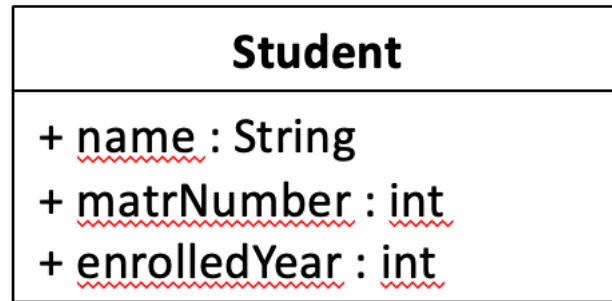 Student
+ name : String
+ matrNumber : int
+ enrolledYear : int